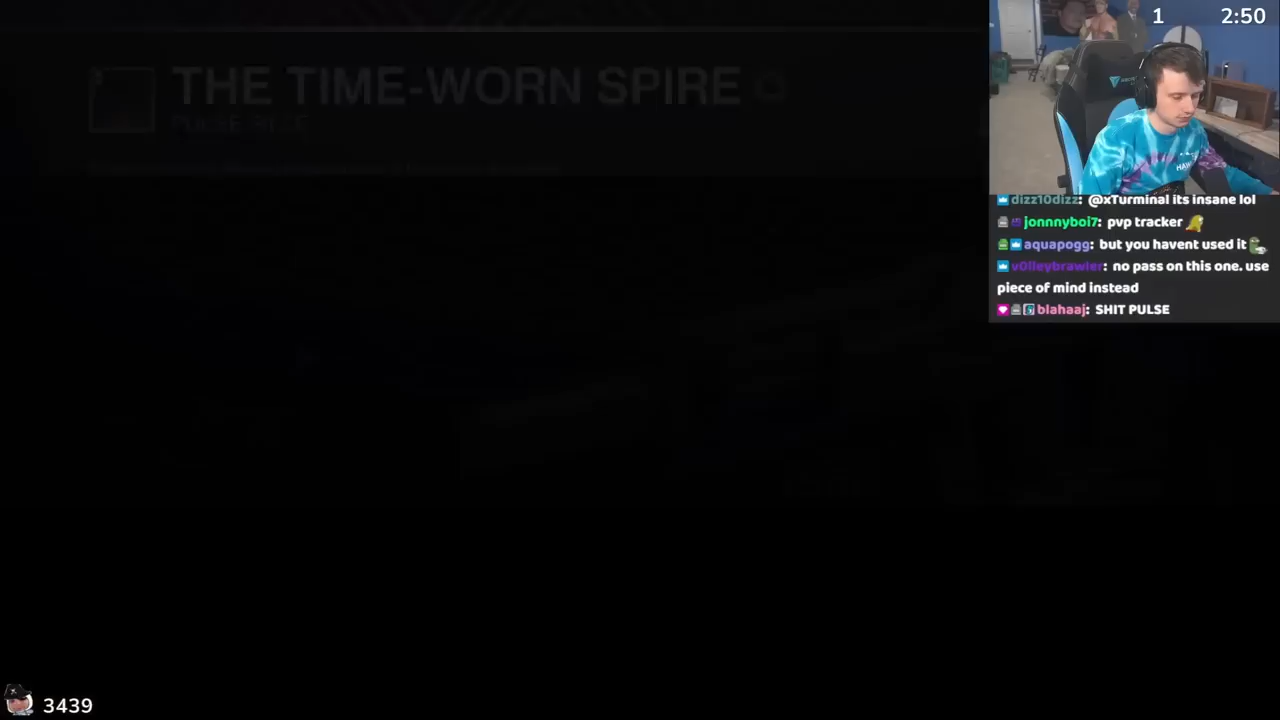 1 2:50
THE TIME-WORN SPIRE
PULSE RIFLE
dizz10dizz: @xTurminal its insane lol
jonnnyboi7: pvp tracker
aquapogg: but you havent used it
v0lleybrawler: no pass on this one. use
piece of mind instead
blahaaj: SHIT PULSE
3439